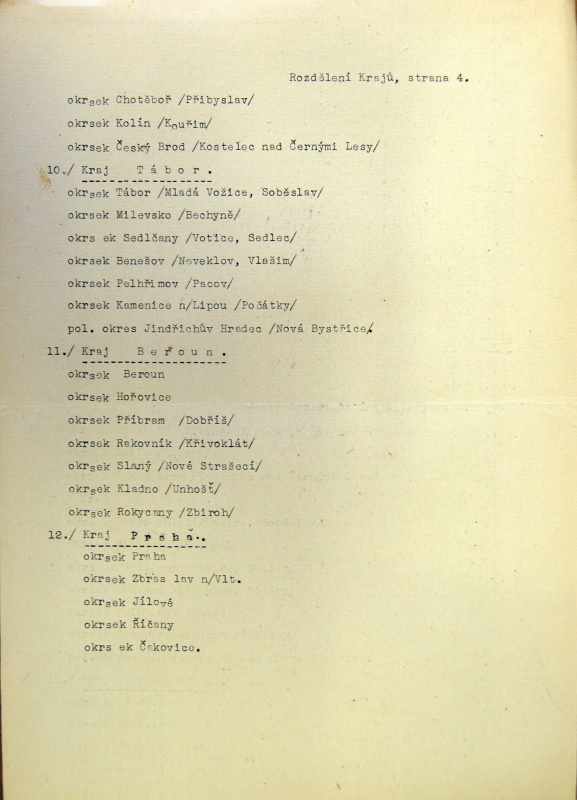 Rozdělení Krajů, strana 4.
okrsek Chotěboř /Přibyslav/
okrsek Kolín /Kouřim/
okrsek Český Brod /Kostelec nad Černými Lesy/
10./ Kraj T á b o r .
okrsek Tábor /Mladá Vožice, Soběslav/
okrsek Milevsko /Bechyně/
okrs ek Sedlčany /Votice, Sedlec/
okrsek Benešov /Neveklov, Vlašim/
okrsek Pelhřimov /Pacov/
okrsek Kamenice n/Lipou /Počátky/
pol. okres Jindřichův Hradec /Nová Bystřice/
11./ Kraj B e r o u n .
okrsek Beroun
okrsek Hořovice
okrsek Příbram /Dobříš/
okrsek Rakovník /Křivoklát/
okrsek Slaný /Nové Strašecí/
okrsek Kladno /Unhošť/
okrsek Rokycany /Zbiroh/
12./ Kraj P r a h a .
okrsek Praha
okrsek Zbras lav n/Vlt.
okrsek Jílové
okrsek Říčany
okrs ek Čakovice.